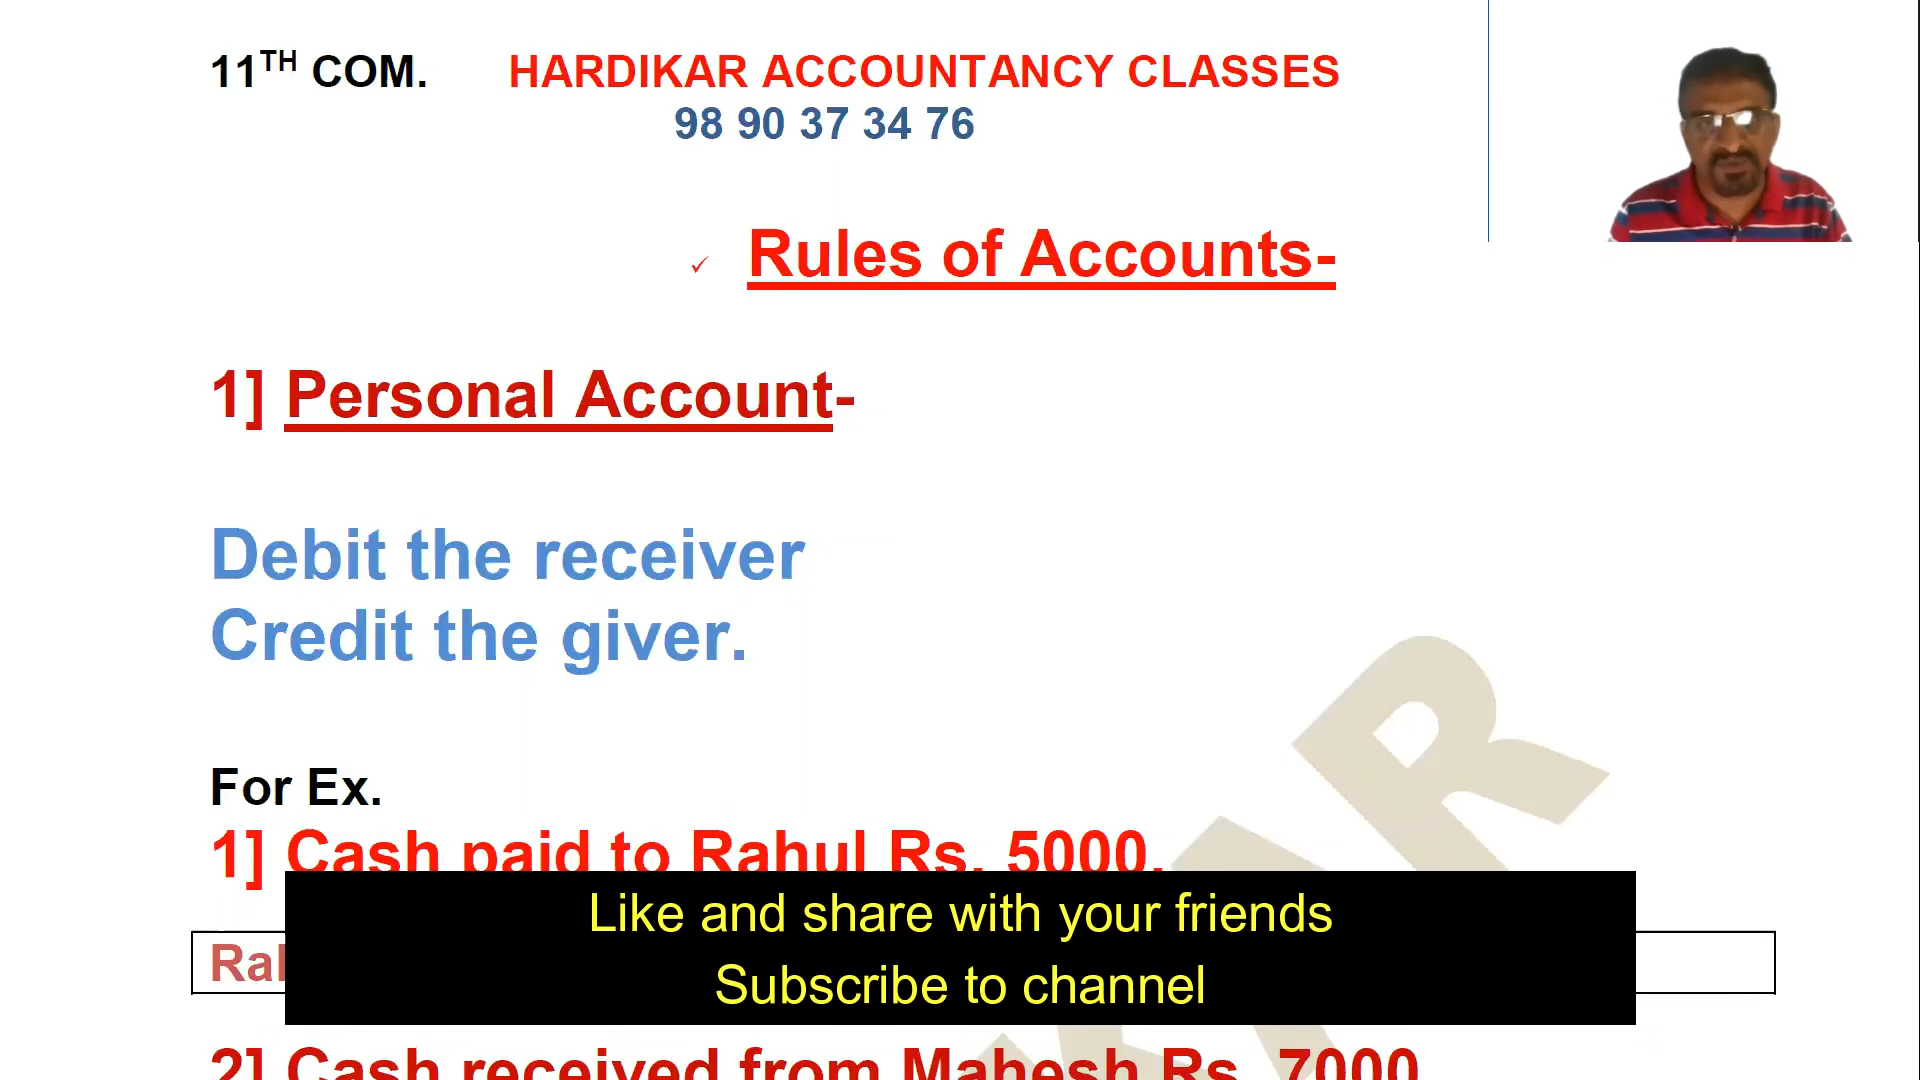 11TH COM. HARDIKAR ACCOUNTANCY CLASSES
98 90 37 34 76
✓ Rules of Accounts-
1] Personal Account-
Debit the receiver
Credit the giver.
For Ex.
1] Cash paid to Rahul Rs. 5000.
Like and share with your friends
Subscribe to channel
2] Cash received from Mahesh Rs. 7000